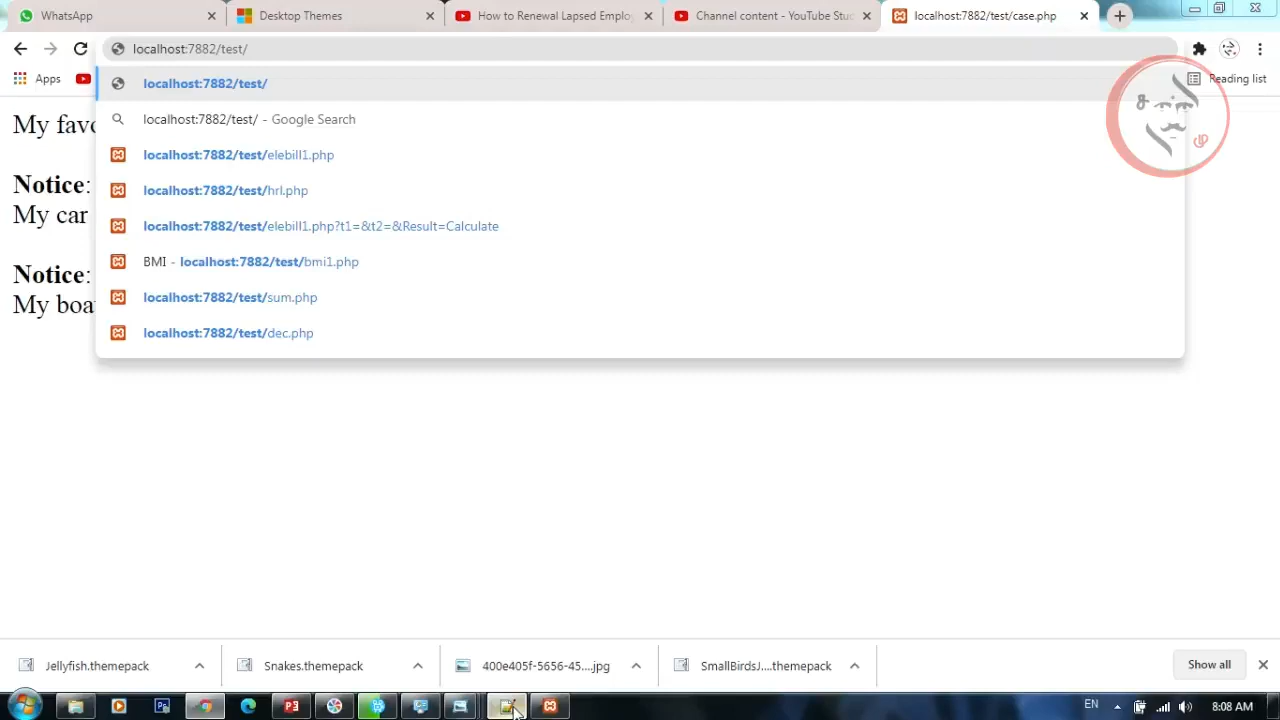 WhatsApp
Desktop Themes
How to Renewal Lapsed Employ
Channel content - YouTube Stu
localhost:7882/test/case.php
localhost:7882/test/
Apps
Reading list
localhost:7882/test/
localhost:7882/test/ - Google Search
localhost:7882/test/elebill1.php
localhost:7882/test/hrl.php
localhost:7882/test/elebill1.php?t1=&t2=&Result=Calculate
BMI - localhost:7882/test/bmi1.php
localhost:7882/test/sum.php
localhost:7882/test/dec.php
My favo
Notice:
My car
Notice:
My boa
Jellyfish.themepack
Snakes.themepack
400e405f-5656-45....jpg
SmallBirdsJ....themepack
Show all
EN
8:08 AM